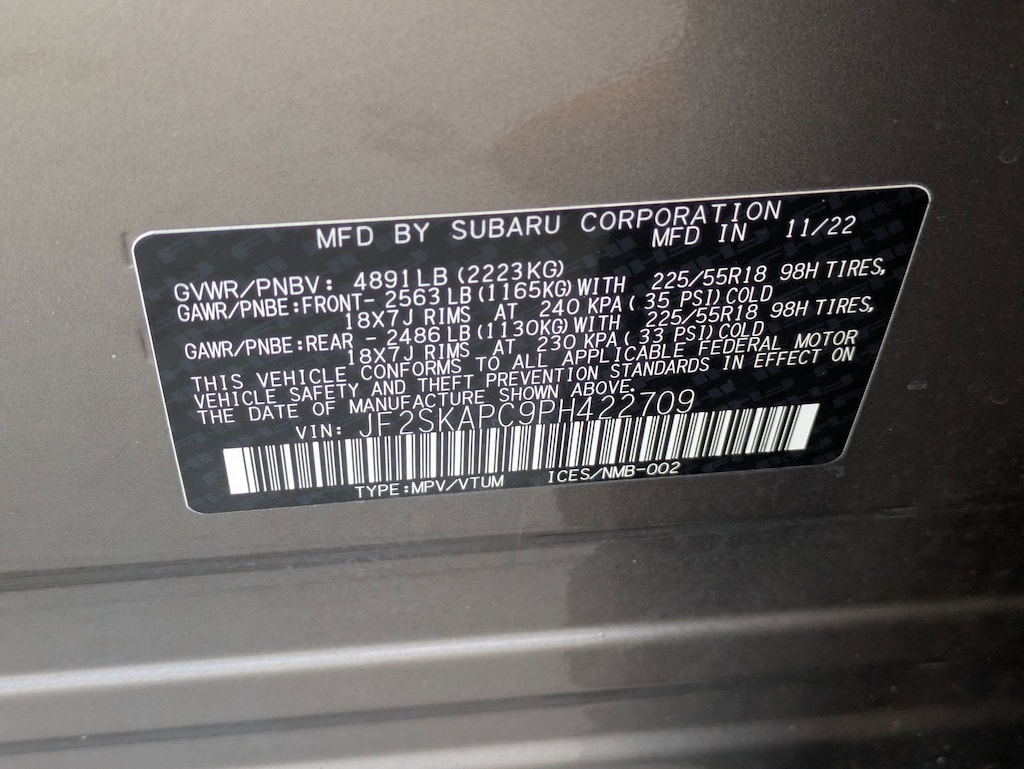 MFD BY SUBARU CORPORATION
MFD IN 11/22
GVWR/PNBV: 4891LB(2223KG)
GAWR/PNBE:FRONT- 2563LB(1165KG)WITH 225/55R18 98H TIRES,
18X7J RIMS AT 240 KPA( 35 PSI)COLD
GAWR/PNBE:REAR - 2486LB(1130KG)WITH 225/55R18 98H TIRES,
18X7J RIMS AT 230 KPA( 33 PSI)COLD
THIS VEHICLE CONFORMS TO ALL APPLICABLE FEDERAL MOTOR
VEHICLE SAFETY AND THEFT PREVENTION STANDARDS IN EFFECT ON
THE DATE OF MANUFACTURE SHOWN ABOVE.
VIN: JF2SKAPC9PH422709
TYPE:MPV/VTUM ICES/NMB-002